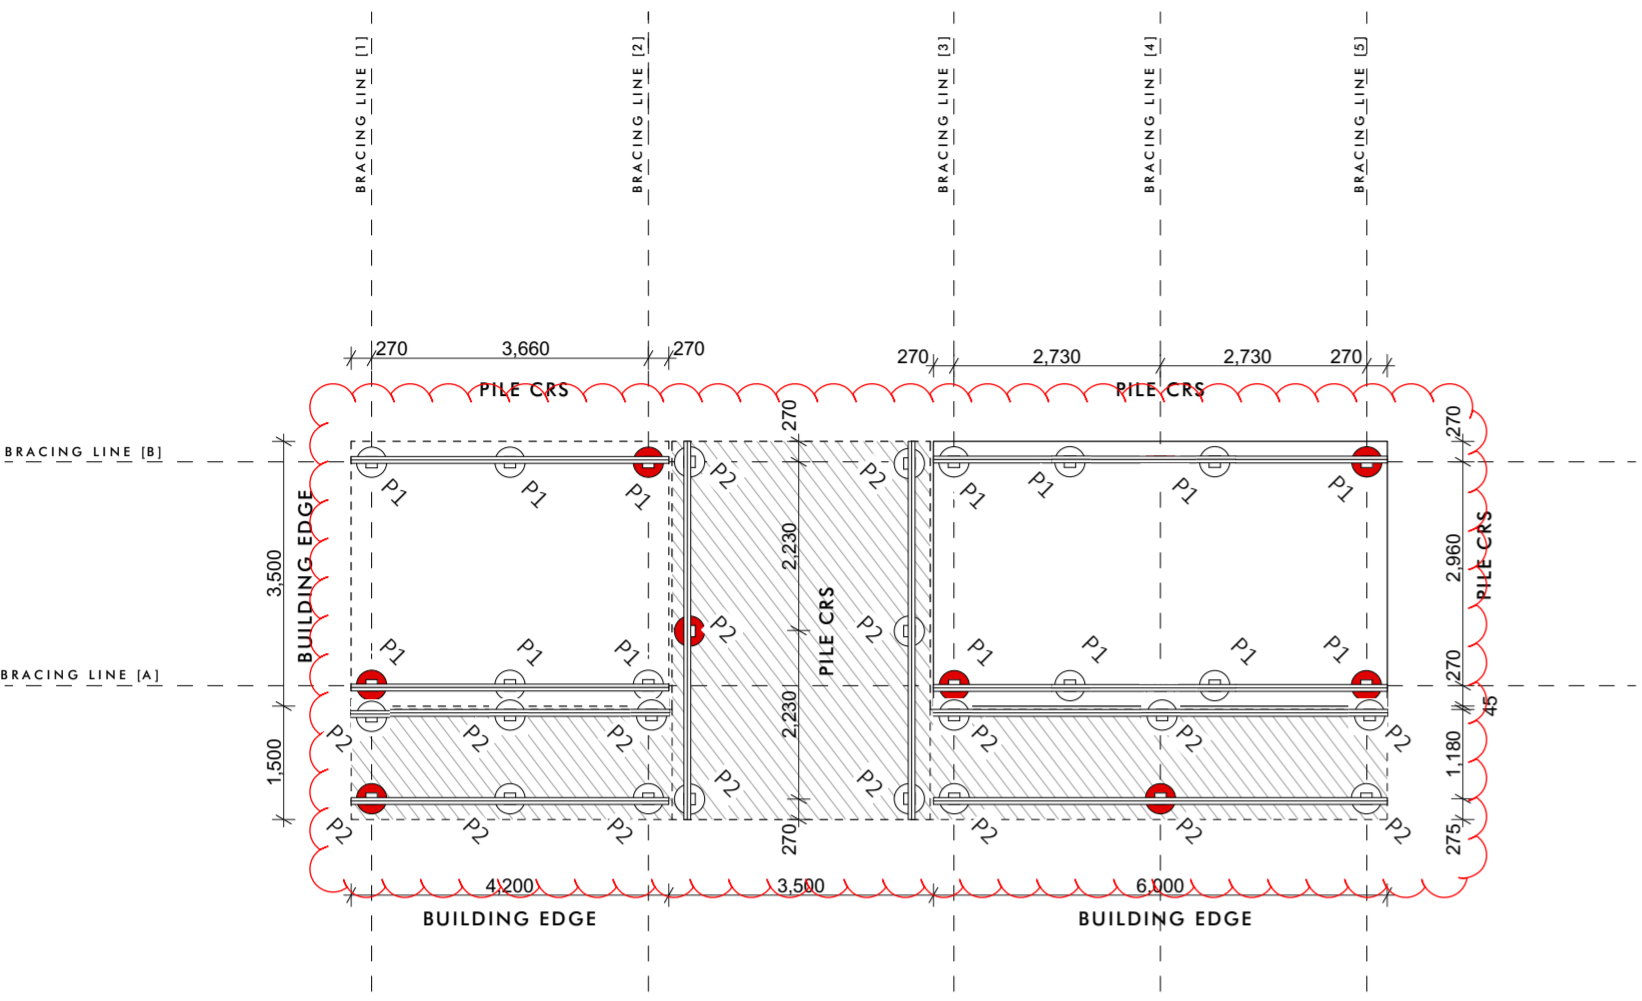 BRACING LINE [1]
BRACING LINE [2]
BRACING LINE [3]
BRACING LINE [4]
BRACING LINE [5]
270
3,660
270
270
2,730
2,730
270
PILE CRS
PILE CRS
270
270
BRACING LINE [B]
P1
P1
P1
P2
P2
P1
P1
P1
P1
BUILDING EDGE
3,500
2,230
PILE CRS
2,960
PILE CRS
P2
P2
P1
P1
P1
P1
P1
P1
P1
BRACING LINE [A]
270
45
2,230
P2
P2
P2
P2
P2
P2
1,500
1,180
P2
P2
P2
P2
P2
P2
P2
P2
270
275
4,200
3,500
6,000
BUILDING EDGE
BUILDING EDGE